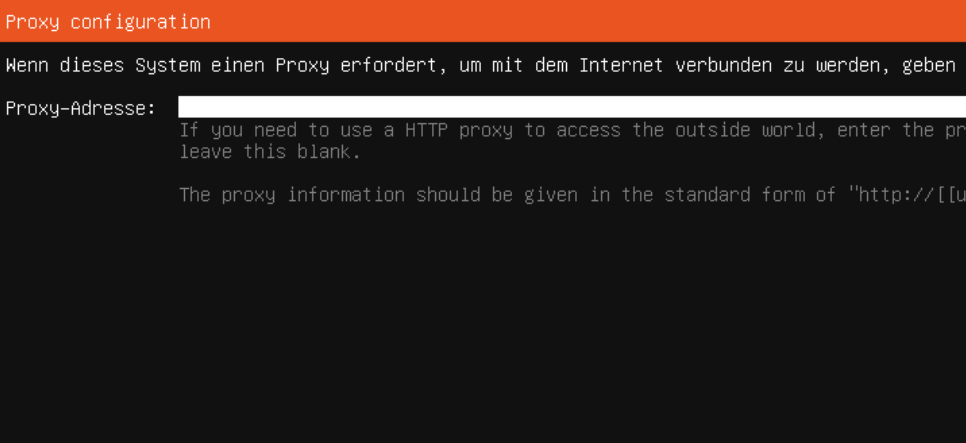 Proxy configuration
Wenn dieses System einen Proxy erfordert, um mit dem Internet verbunden zu werden, geben
Proxy-Adresse:
If you need to use a HTTP proxy to access the outside world, enter the pr
leave this blank.
The proxy information should be given in the standard form of "http://[[u